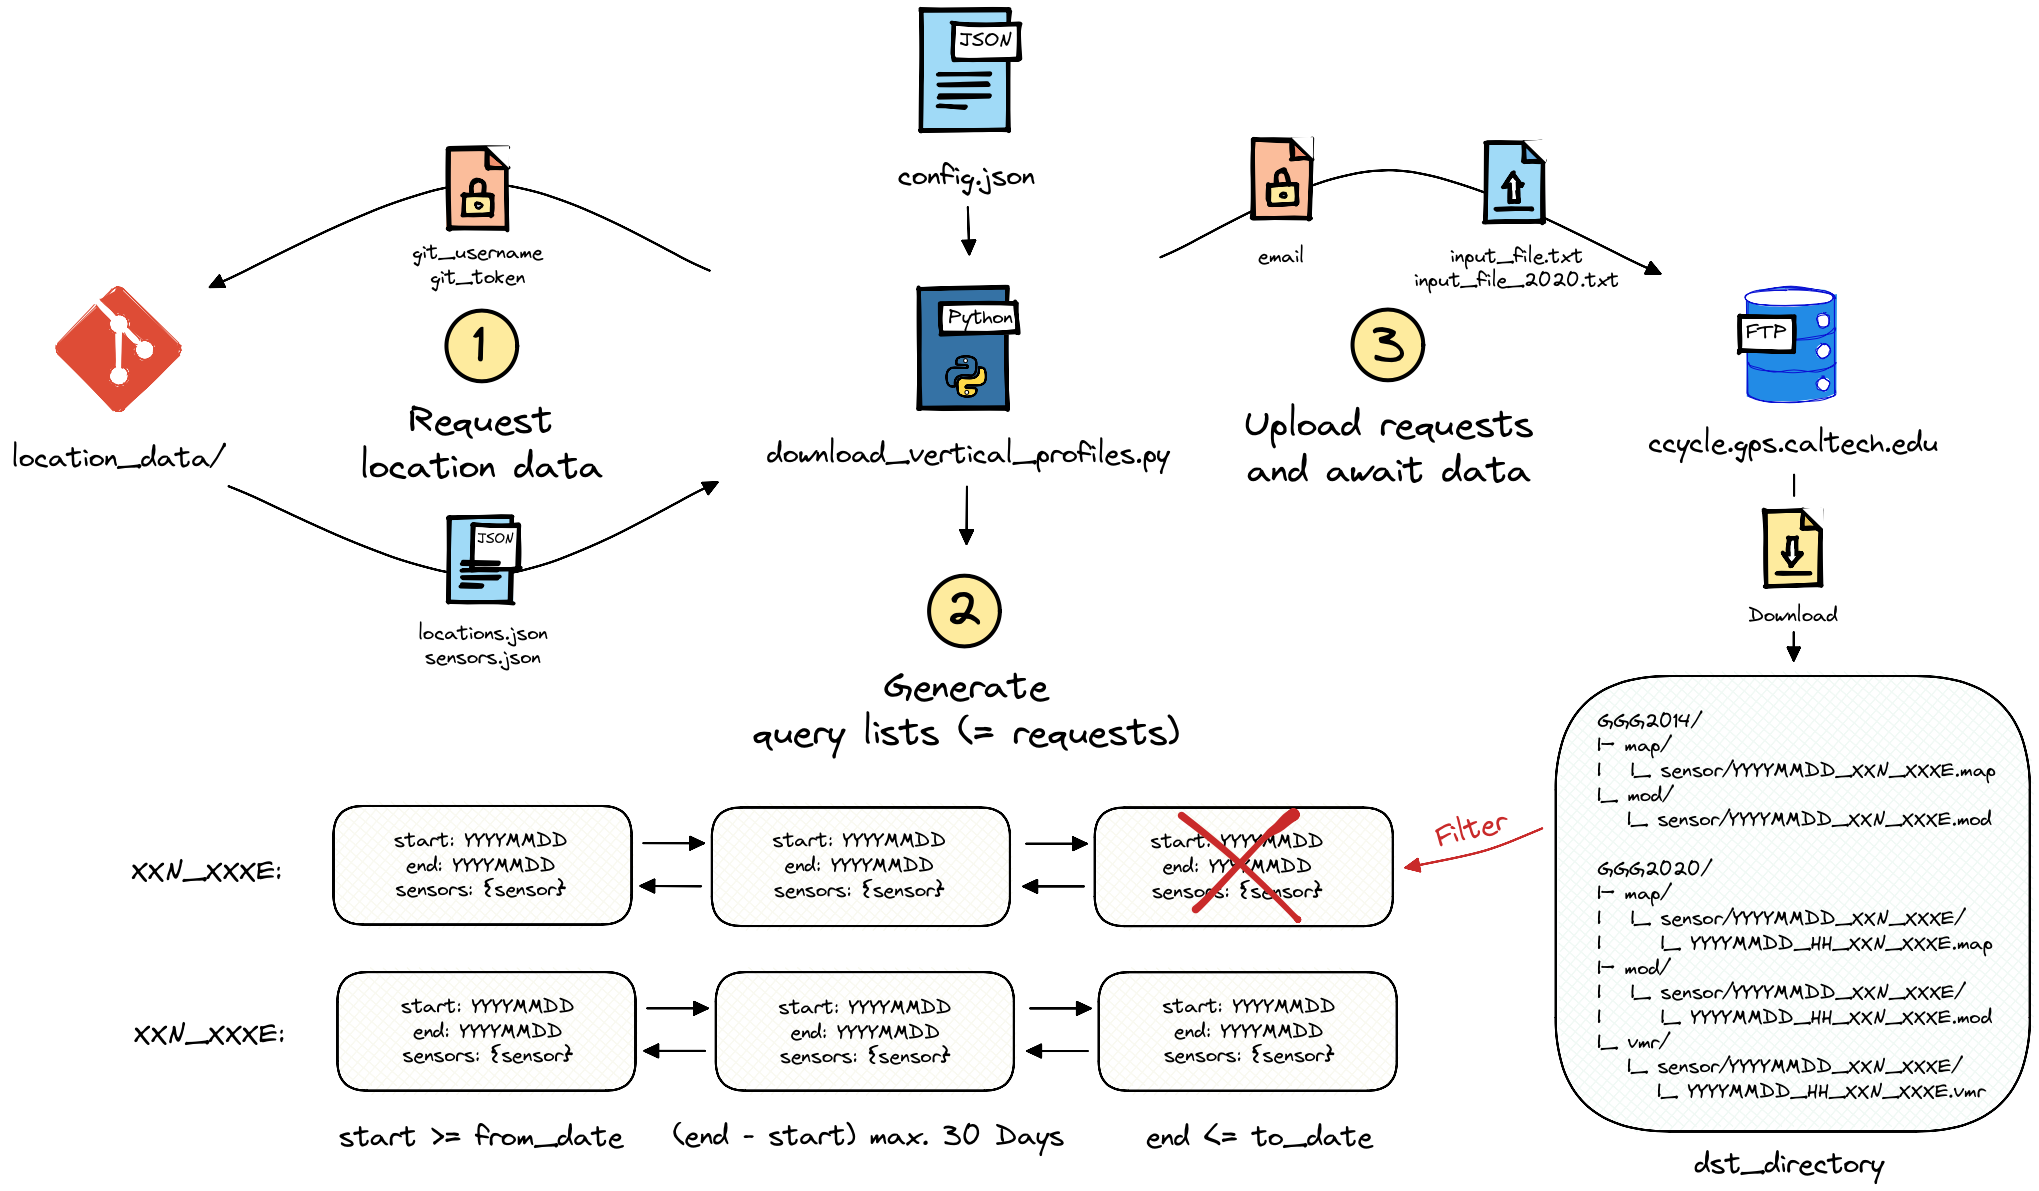 JSON
config.json
git_username
git_token
1
Request
location data
location_data/
JSON
locations.json
sensors.json
Python
download_vertical_profiles.py
2
Generate
query lists (= requests)
email
input_file.txt
input_file_2020.txt
3
Upload requests
and await data
FTP
ccycle.gps.caltech.edu
Download
XXN_XXXE:
start: YYYYMMDD
end: YYYYMMDD
sensors: {sensor}
start: YYYYMMDD
end: YYYYMMDD
sensors: {sensor}
start: YYYYMMDD
end: YYYYMMDD
sensors: {sensor}
Filter
XXN_XXXE:
start: YYYYMMDD
end: YYYYMMDD
sensors: {sensor}
start: YYYYMMDD
end: YYYYMMDD
sensors: {sensor}
start: YYYYMMDD
end: YYYYMMDD
sensors: {sensor}
start >= from_date
(end - start) max. 30 Days
end <= to_date
GGG2014/
|- map/
| |_ sensor/YYYYMMDD_XXN_XXXE.map
|_ mod/
|_ sensor/YYYYMMDD_XXN_XXXE.mod
GGG2020/
|- map/
| |_ sensor/YYYYMMDD_XXN_XXXE/
| |_ YYYYMMDD_HH_XXN_XXXE.map
|- mod/
| |_ sensor/YYYYMMDD_XXN_XXXE/
| |_ YYYYMMDD_HH_XXN_XXXE.mod
|_ vmr/
|_ sensor/YYYYMMDD_XXN_XXXE/
|_ YYYYMMDD_HH_XXN_XXXE.vmr
dst_directory